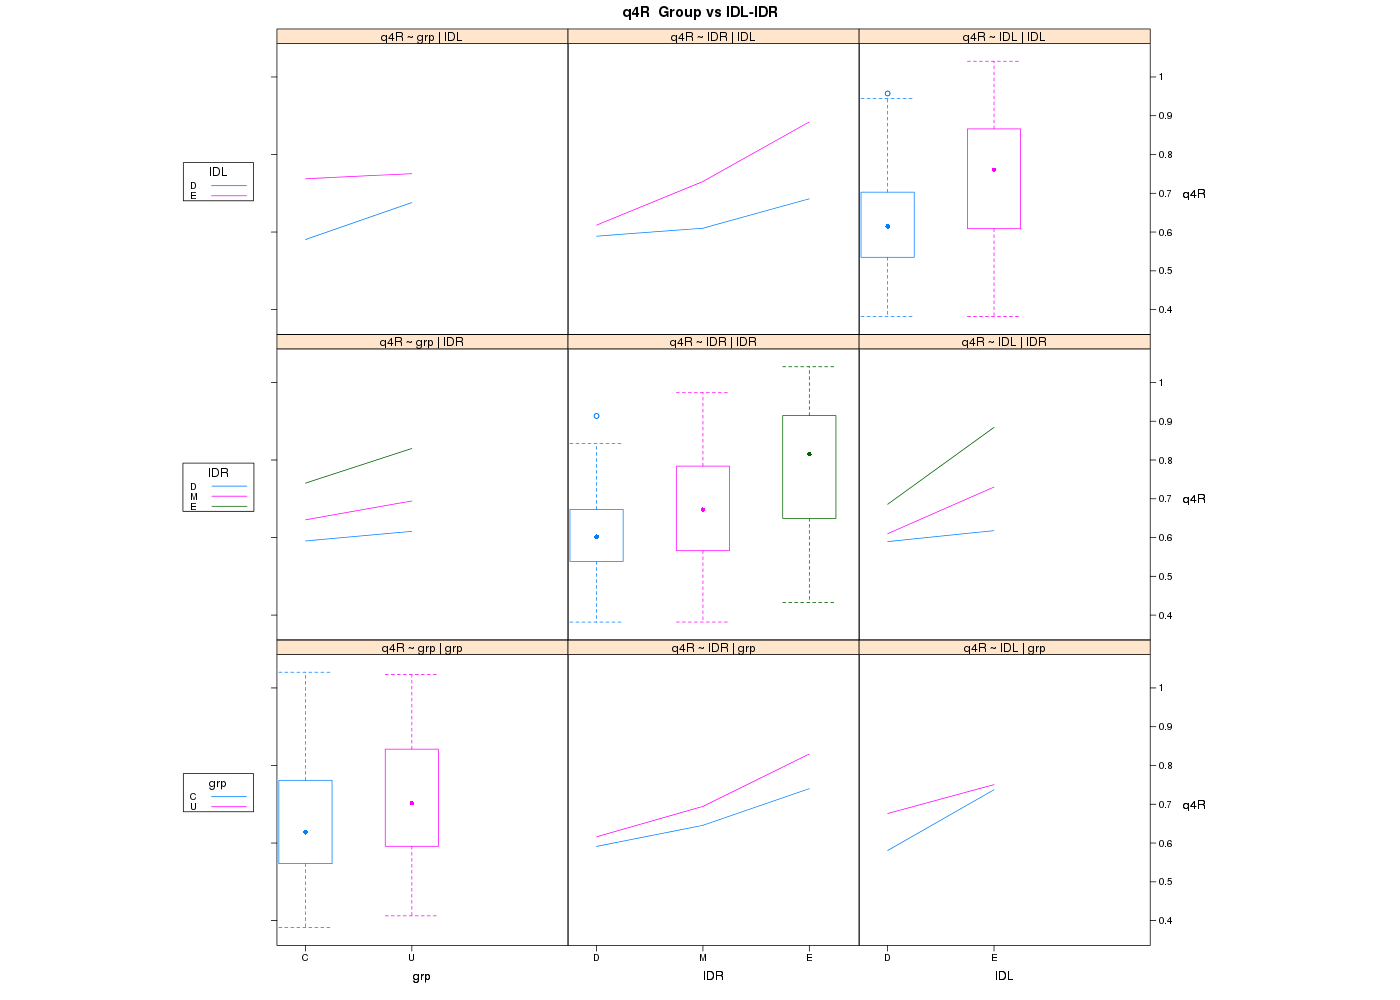 q4R  Group vs IDL-IDR
q4R ~ grp | IDL
q4R ~ IDR | IDL
q4R ~ IDL | IDL
IDL
D
E
1
0.9
0.8
0.7
0.6
0.5
0.4
q4R
q4R ~ grp | IDR
q4R ~ IDR | IDR
q4R ~ IDL | IDR
IDR
D
M
E
1
0.9
0.8
0.7
0.6
0.5
0.4
q4R
q4R ~ grp | grp
q4R ~ IDR | grp
q4R ~ IDL | grp
grp
C
U
1
0.9
0.8
0.7
0.6
0.5
0.4
q4R
C U D M E D E
grp IDR IDL